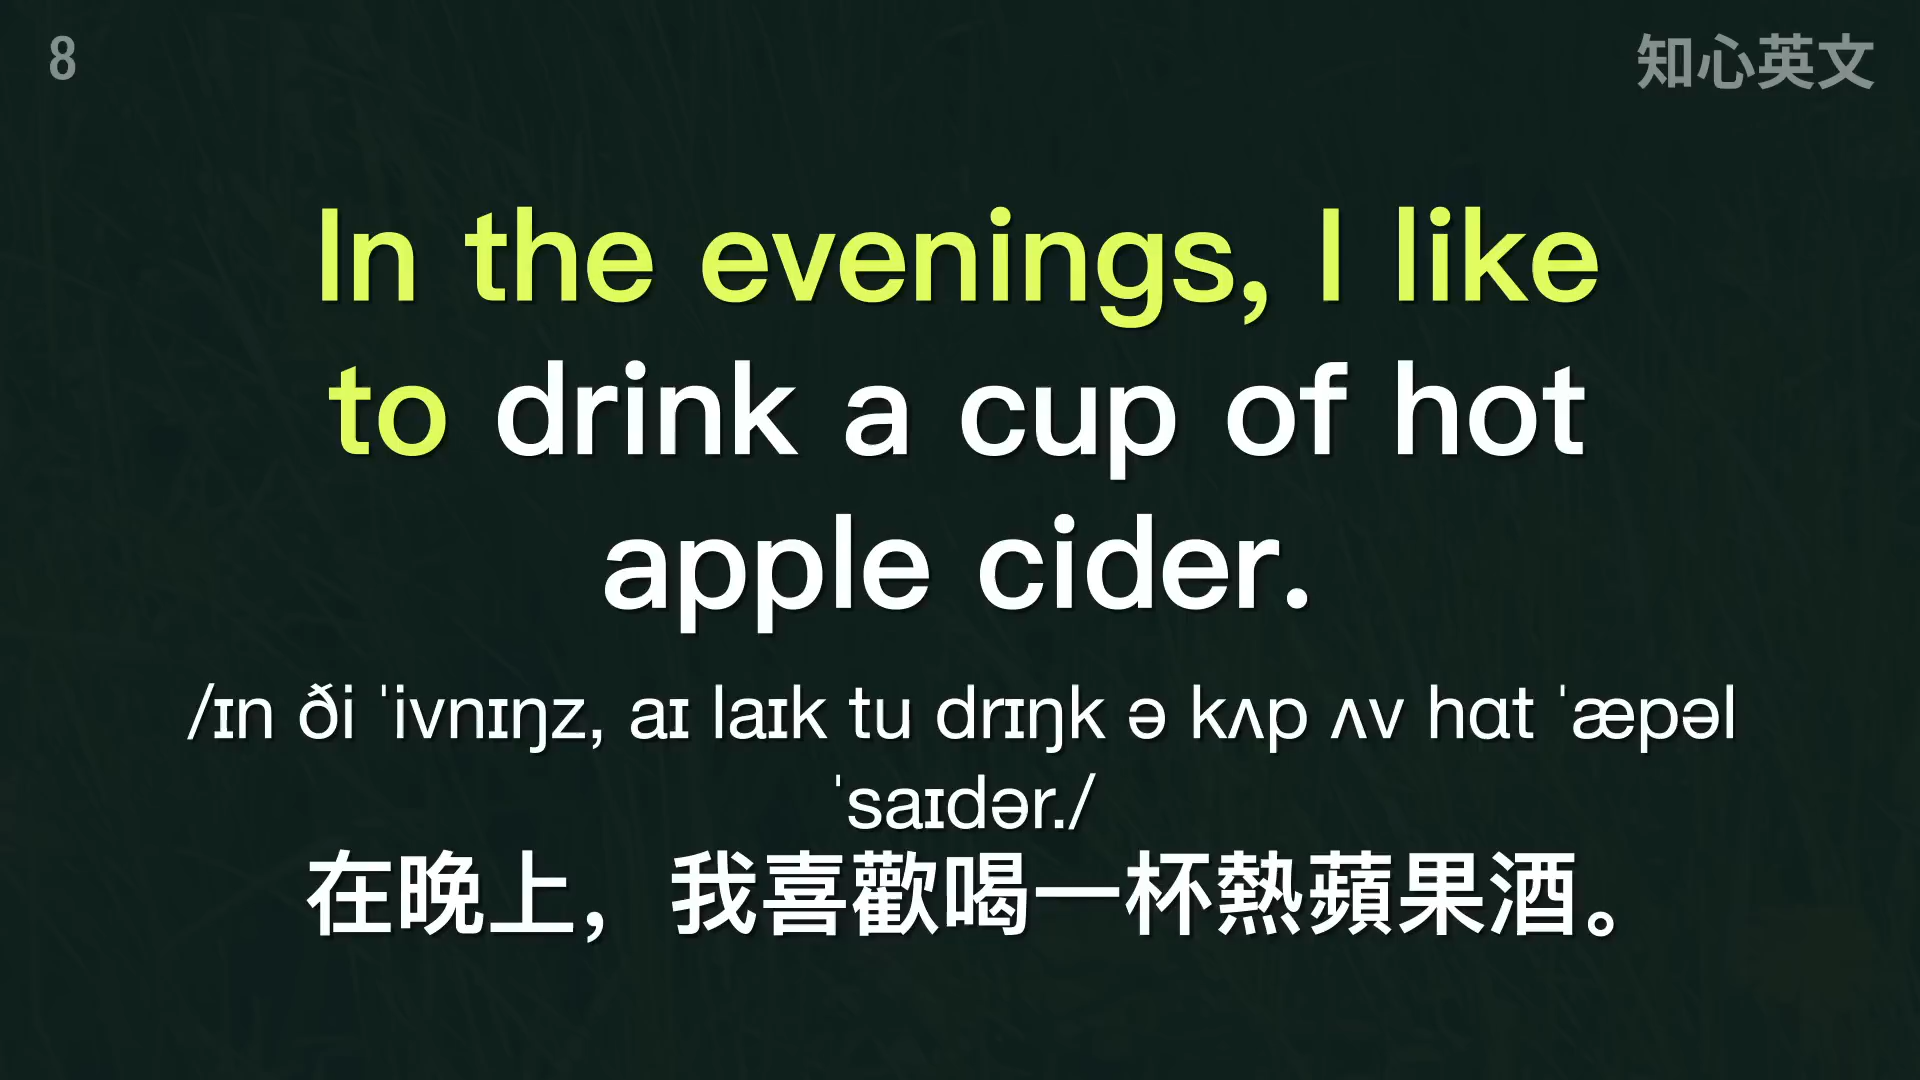 8
知心英文
In the evenings, I like
to drink a cup of hot
apple cider.
/ɪn ði ˈivnɪŋz, aɪ laɪk tu drɪŋk ə kʌp ʌv hɑt ˈæpəl
ˈsaɪdər./
在晚上，我喜歡喝一杯熱蘋果酒。